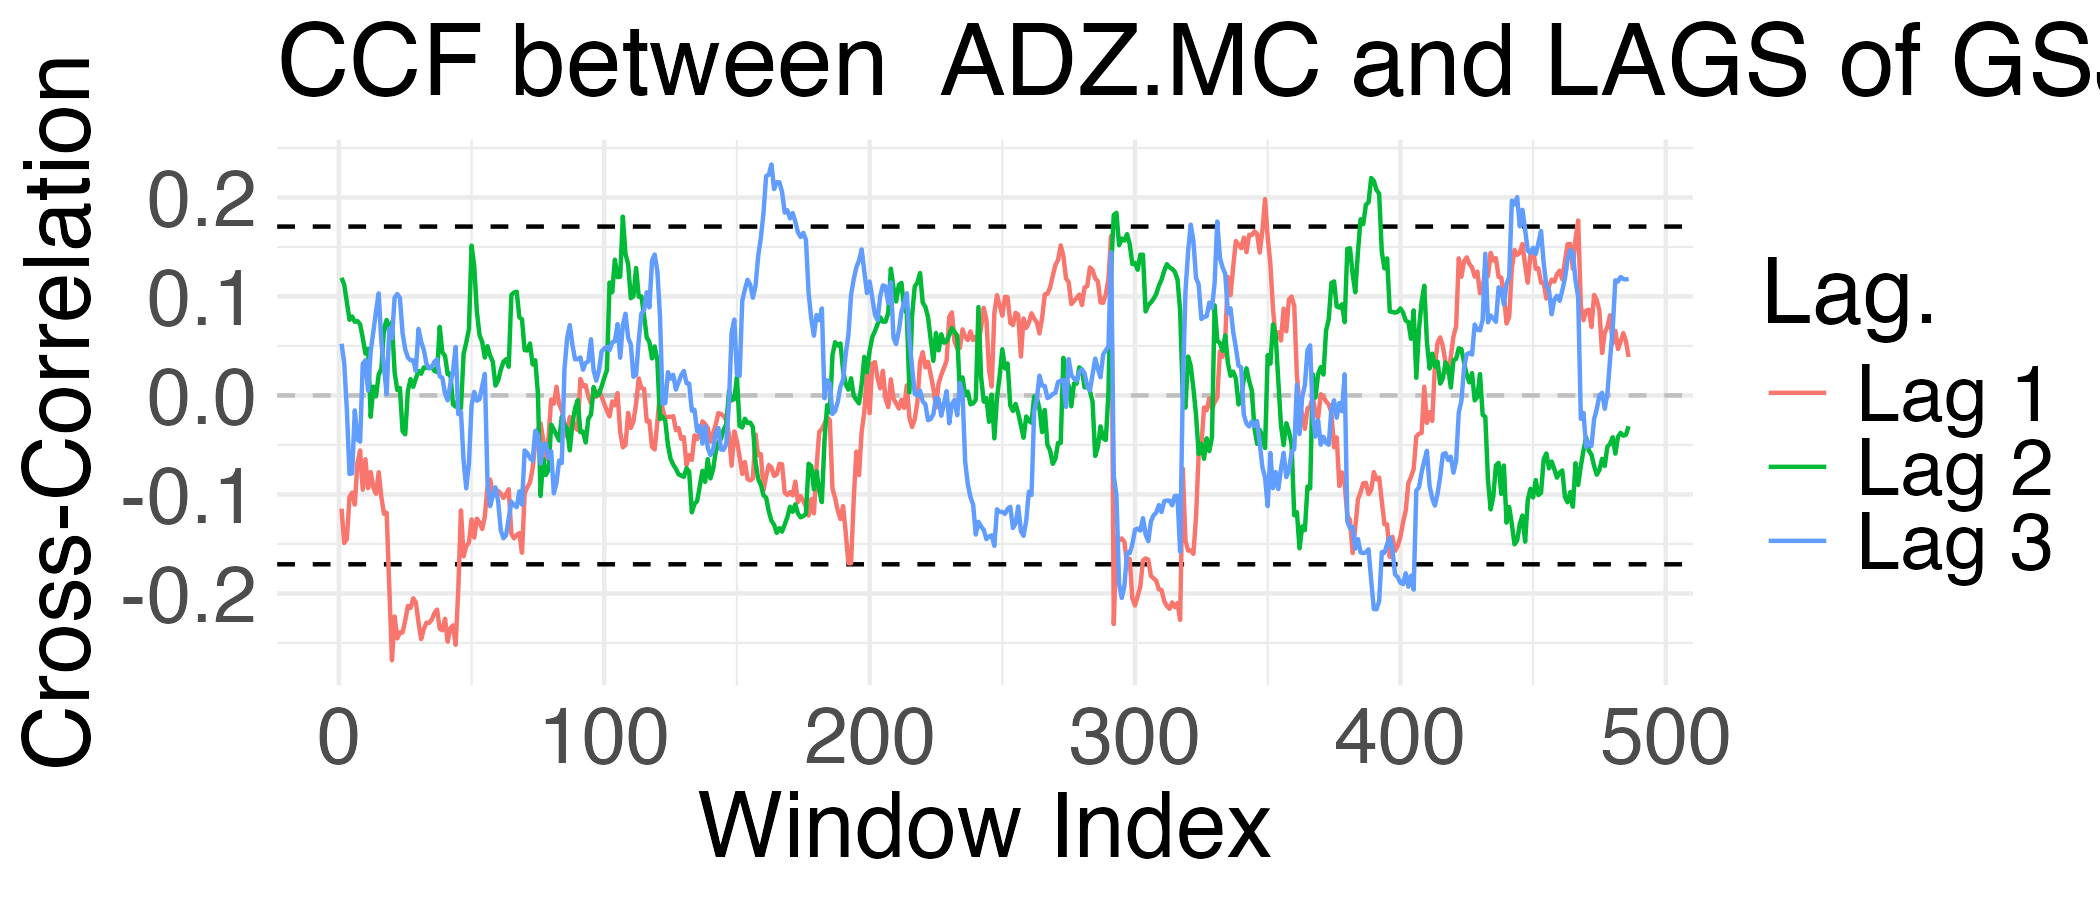 CCF between  ADZ.MC and LAGS of GS
Cross-Correlation
0.2
0.1
0.0
-0.1
-0.2
0
100
200
300
400
500
Window Index
Lag.
Lag 1
Lag 2
Lag 3